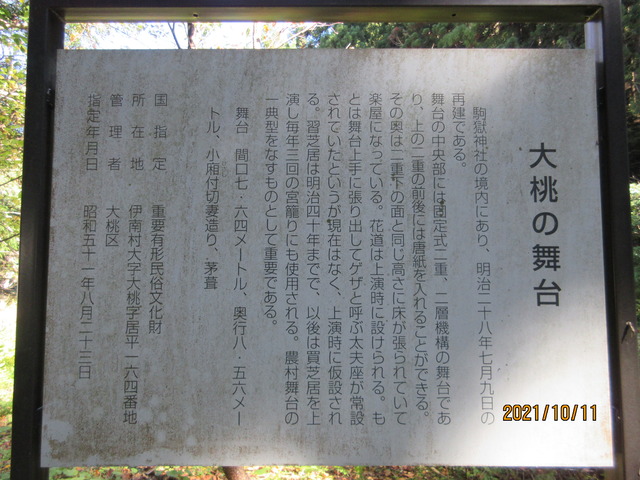 大桃の舞台
駒嶽神社の境内にあり、明治二十八年七月九日の
再建である。
舞台の中央部には固定式二重、二層機構の舞台であ
り、上の二重の前後には唐紙を入れることができる。
その奥は二重下の面と同じ高さに床が張られていて
楽屋になっている。花道は上演時に設けられる。も
とは舞台上手に張り出してゲザと呼ぶ太夫座が常設
されていたというが現在はなく、上演時に仮設され
る。習芝居は明治四十年までで、以後は買芝居を上
演し毎年三回の宮籠りにも使用される。農村舞台の
一典型をなすものとして重要である。
舞台 間口七・六四メートル、奥行八・五六メー
トル、小廂付切妻造り、茅葺
国指定 重要有形民俗文化財
所在地 伊南村大字大桃字居平一六四番地
管理者 大桃区
指定年月日 昭和五十一年八月二十三日
2021/10/11